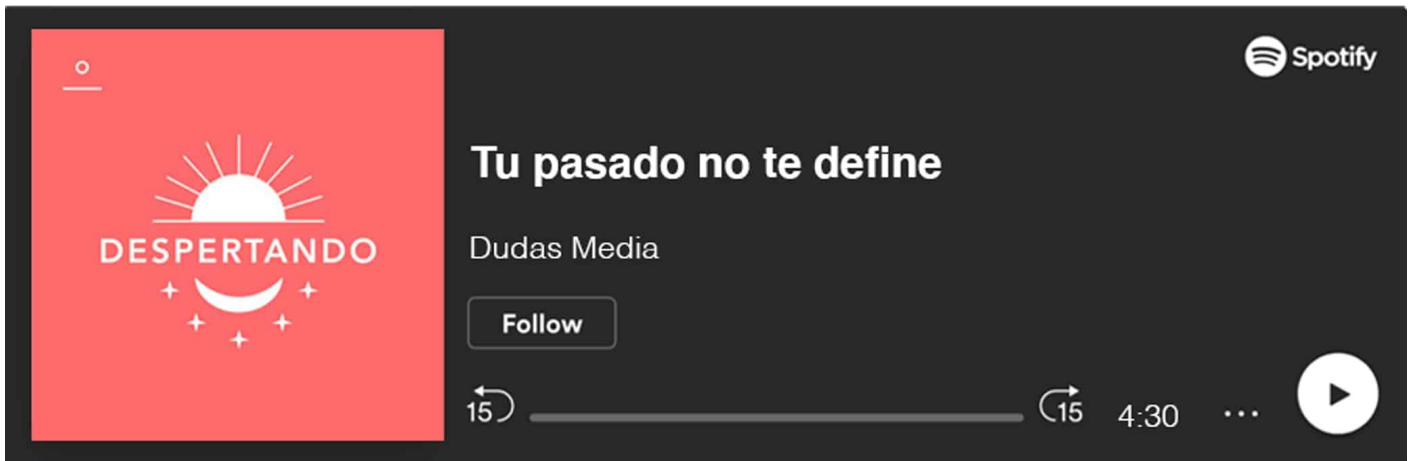 Spotify
Tu pasado no te define
DESPERTANDO
Dudas Media
Follow
15
15
4:30